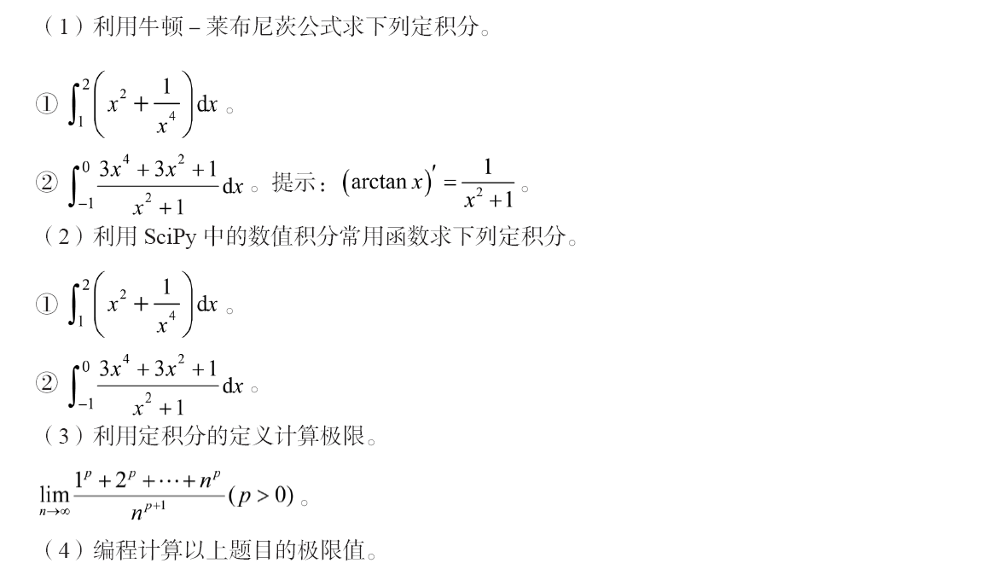 （1）利用牛顿 – 莱布尼茨公式求下列定积分。
① $\int_{1}^{2}\left(x^{2}+\frac{1}{x^{4}}\right)\mathrm{d}x$ 。
② $\int_{-1}^{0}\frac{3x^{4}+3x^{2}+1}{x^{2}+1}\mathrm{d}x$ 。提示：$(\arctan x)'=\frac{1}{x^{2}+1}$ 。
（2）利用 SciPy 中的数值积分常用函数求下列定积分。
① $\int_{1}^{2}\left(x^{2}+\frac{1}{x^{4}}\right)\mathrm{d}x$ 。
② $\int_{-1}^{0}\frac{3x^{4}+3x^{2}+1}{x^{2}+1}\mathrm{d}x$ 。
（3）利用定积分的定义计算极限。
$\lim_{n\to\infty}\frac{1^{p}+2^{p}+\cdots+n^{p}}{n^{p+1}}(p>0)$ 。
（4）编程计算以上题目的极限值。